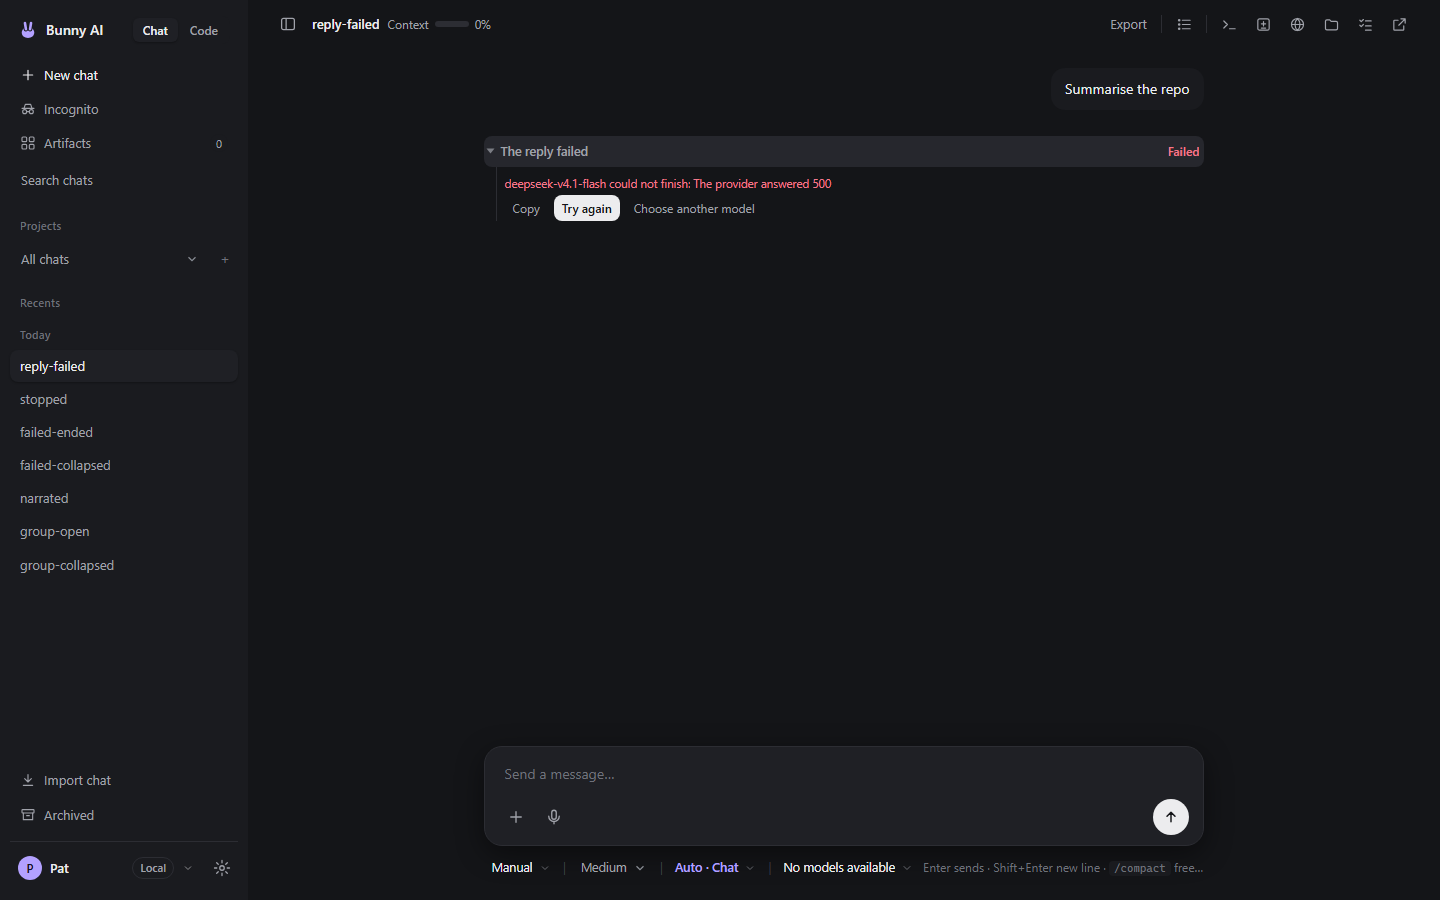 Bunny AI
Chat
Code
New chat
Incognito
Artifacts 0
Search chats
Projects
All chats +
Recents
Today
reply-failed
stopped
failed-ended
failed-collapsed
narrated
group-open
group-collapsed
Import chat
Archived
P Pat Local
reply-failed Context 0%
Export
Summarise the repo
The reply failed Failed
deepseek-v4.1-flash could not finish: The provider answered 500
Copy Try again Choose another model
Send a message...
Manual Medium Auto · Chat No models available Enter sends · Shift+Enter new line · /compact free...